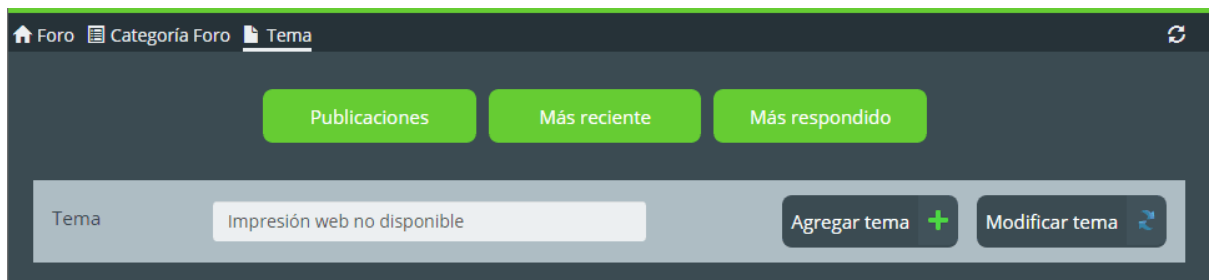 Foro Categoría Foro Tema
Publicaciones Más reciente Más respondido
Tema Impresión web no disponible Agregar tema Modificar tema